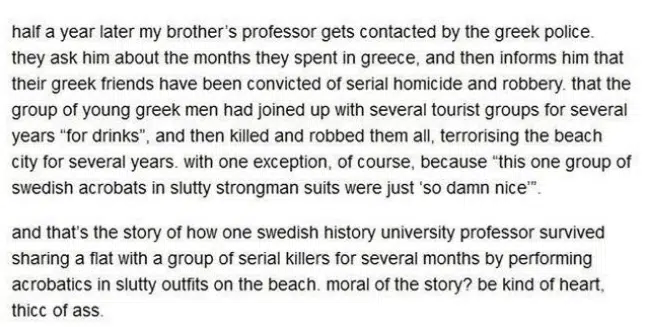 half a year later my brother's professor gets contacted by the greek police.
they ask him about the months they spent in greece, and then informs him that
their greek friends have been convicted of serial homicide and robbery. that the
group of young greek men had joined up with several tourist groups for several
years “for drinks”, and then killed and robbed them all, terrorising the beach
city for several years. with one exception, of course, because “this one group of
swedish acrobats in slutty strongman suits were just 'so damn nice'”.
and that's the story of how one swedish history university professor survived
sharing a flat with a group of serial killers for several months by performing
acrobatics in slutty outfits on the beach. moral of the story? be kind of heart,
thicc of ass.